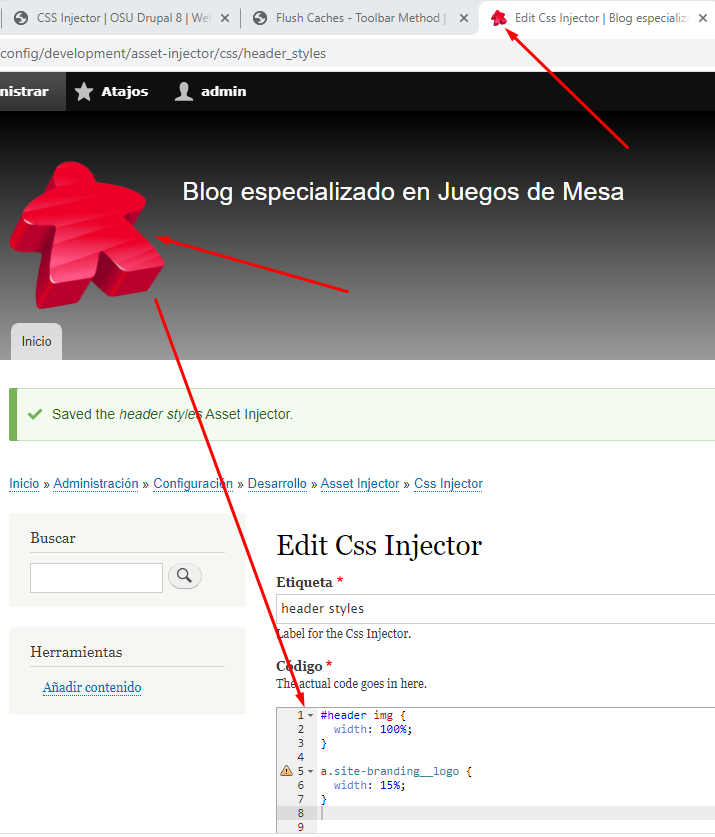 CSS Injector | OSU Drupal 8 | Wel
Flush Caches - Toolbar Method |
Edit Css Injector | Blog especializa
config/development/asset-injector/css/header_styles
nistrar
Atajos
admin
Blog especializado en Juegos de Mesa
Inicio
Saved the header styles Asset Injector.
Inicio » Administración » Configuración » Desarrollo » Asset Injector » Css Injector
Buscar
Herramientas
Añadir contenido
Edit Css Injector
Etiqueta *
header styles
Label for the Css Injector.
Código *
The actual code goes in here.
1 #header img {
2 width: 100%;
3 }
4
5 a.site-branding__logo {
6 width: 15%;
7 }
8
9